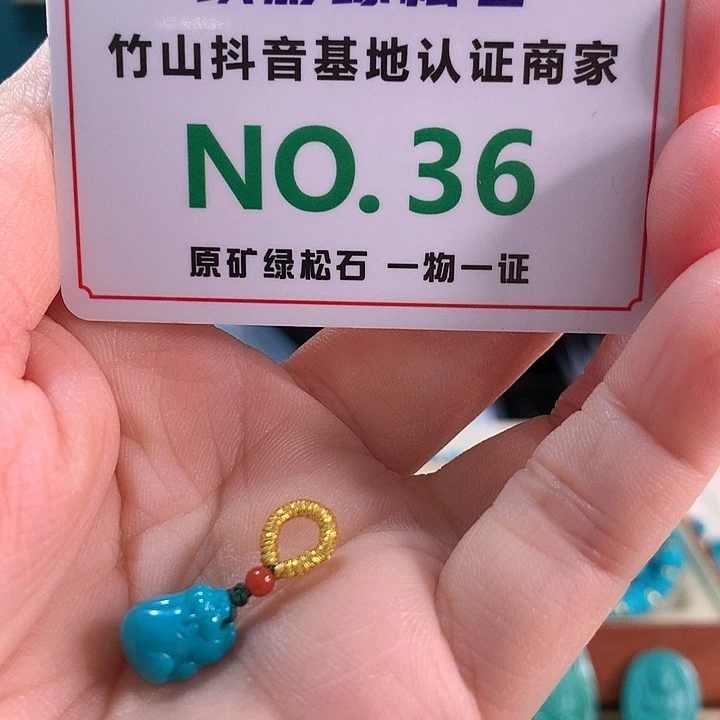 竹山抖音基地认证商家
NO.36
原矿绿松石 一物一证